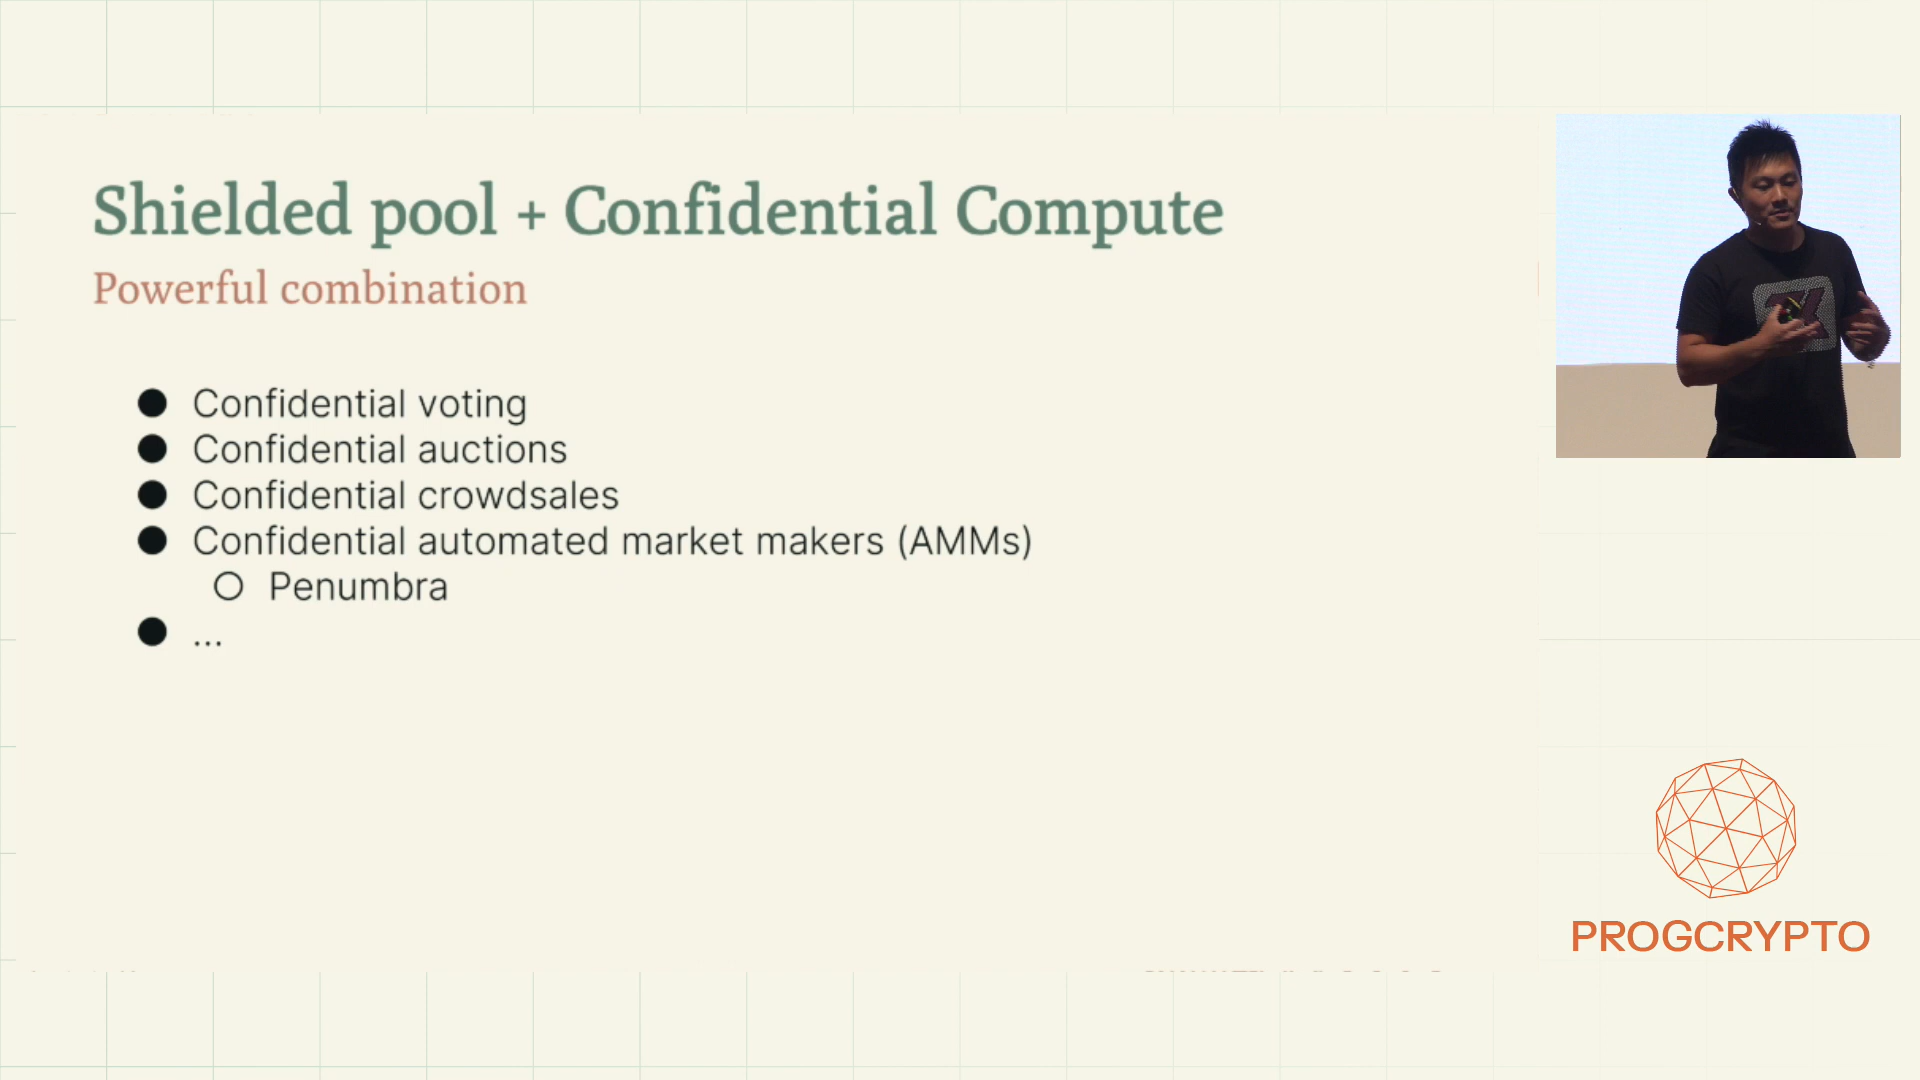 Shielded pool + Confidential Compute
Powerful combination
● Confidential voting
● Confidential auctions
● Confidential crowdsales
● Confidential automated market makers (AMMs)
○ Penumbra
● ...
PROGCRYPTO